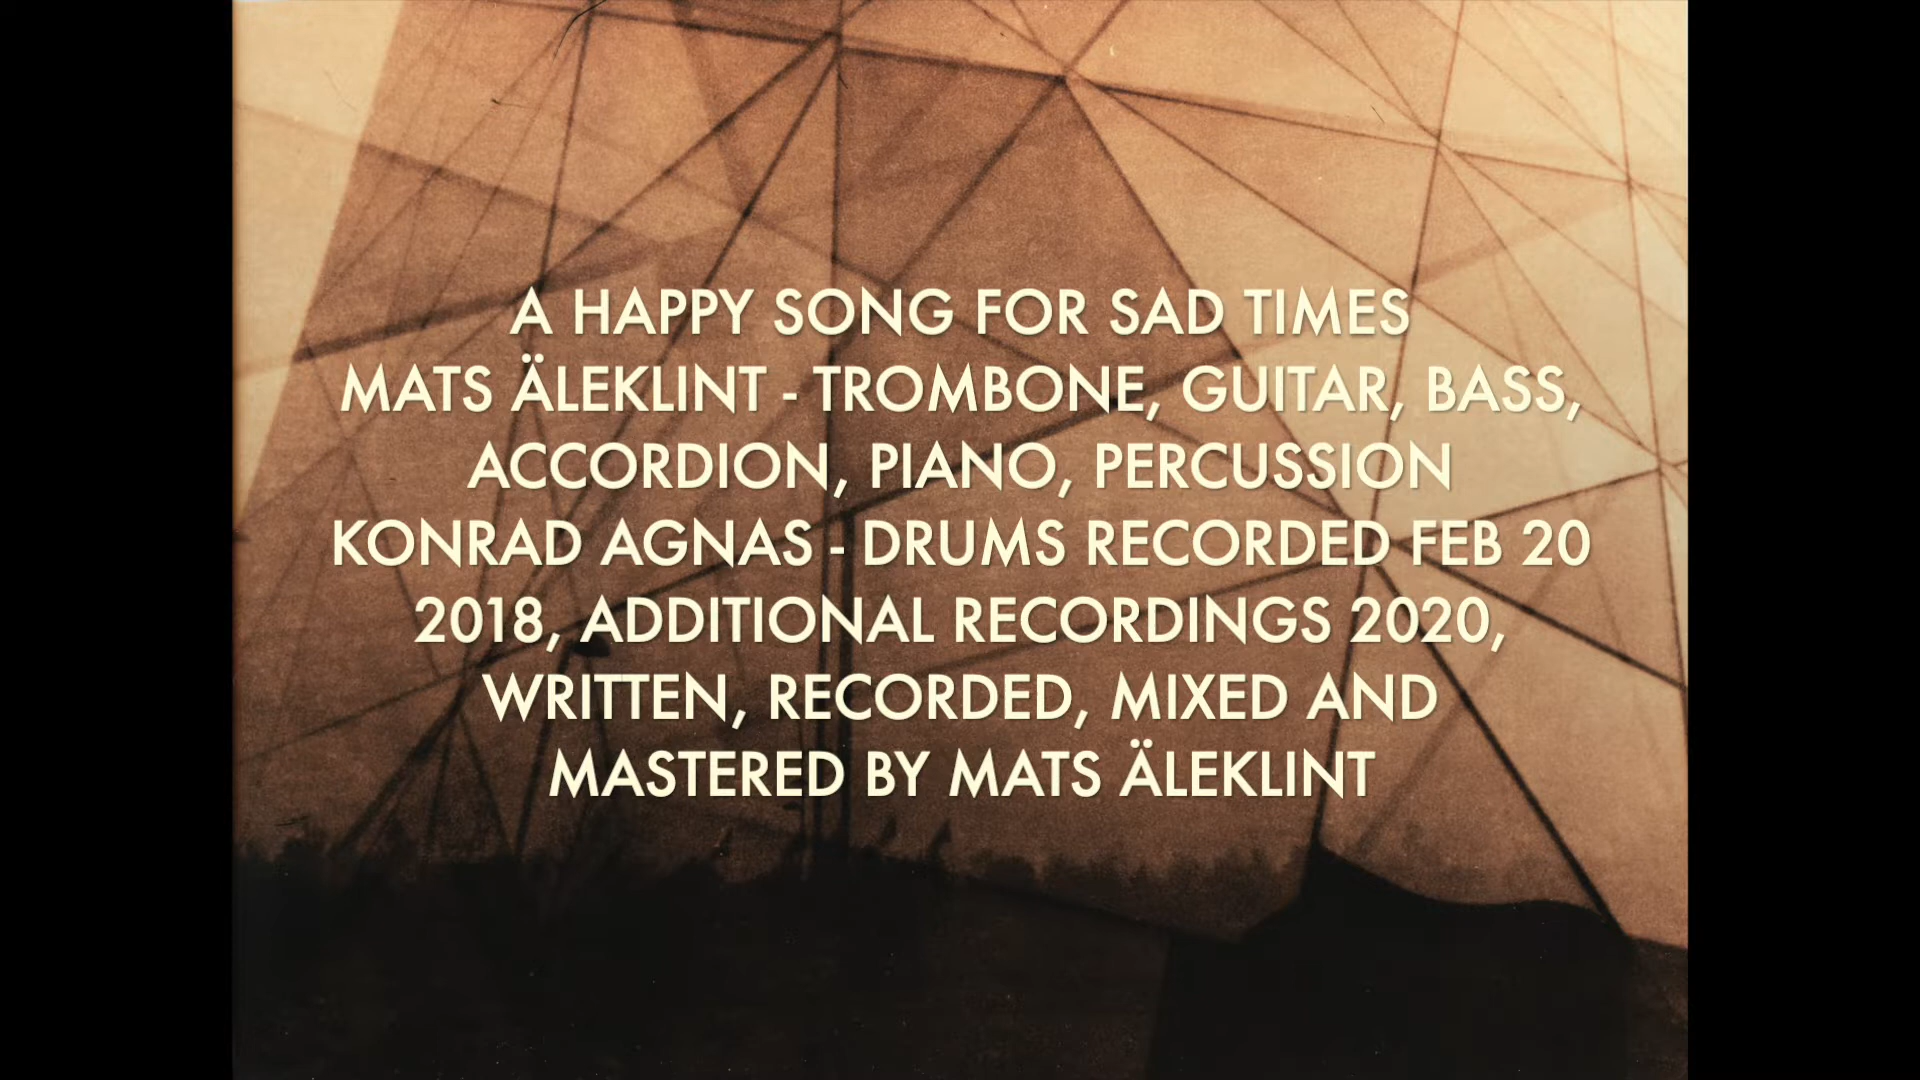 A HAPPY SONG FOR SAD TIMES
MATS ÄLEKLINT - TROMBONE, GUITAR, BASS,
ACCORDION, PIANO, PERCUSSION
KONRAD AGNAS - DRUMS RECORDED FEB 20
2018, ADDITIONAL RECORDINGS 2020,
WRITTEN, RECORDED, MIXED AND
MASTERED BY MATS ÄLEKLINT